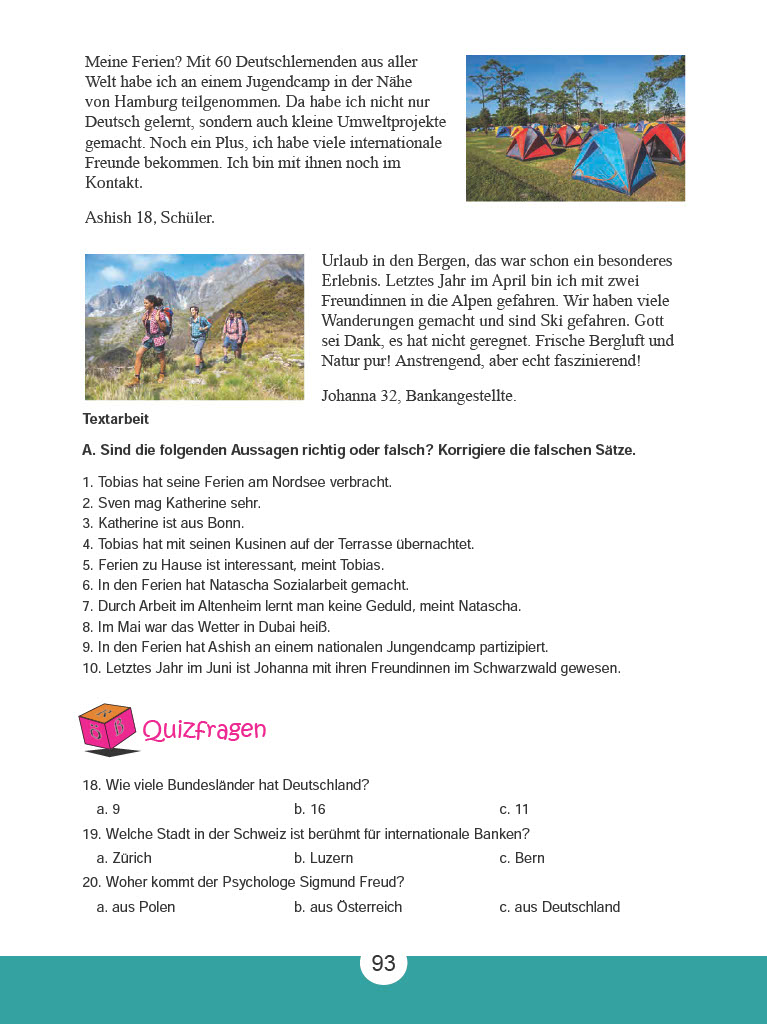 Meine Ferien? Mit 60 Deutschlernenden aus aller
Welt habe ich an einem Jugendcamp in der Nähe
von Hamburg teilgenommen. Da habe ich nicht nur
Deutsch gelernt, sondern auch kleine Umweltprojekte
gemacht. Noch ein Plus, ich habe viele internationale
Freunde bekommen. Ich bin mit ihnen noch im
Kontakt.
Ashish 18, Schüler.
Urlaub in den Bergen, das war schon ein besonderes
Erlebnis. Letztes Jahr im April bin ich mit zwei
Freundinnen in die Alpen gefahren. Wir haben viele
Wanderungen gemacht und sind Ski gefahren. Gott
sei Dank, es hat nicht geregnet. Frische Bergluft und
Natur pur! Anstrengend, aber echt faszinierend!
Johanna 32, Bankangestellte.
Textarbeit
A. Sind die folgenden Aussagen richtig oder falsch? Korrigiere die falschen Sätze.
1. Tobias hat seine Ferien am Nordsee verbracht.
2. Sven mag Katherine sehr.
3. Katherine ist aus Bonn.
4. Tobias hat mit seinen Kusinen auf der Terrasse übernachtet.
5. Ferien zu Hause ist interessant, meint Tobias.
6. In den Ferien hat Natascha Sozialarbeit gemacht.
7. Durch Arbeit im Altenheim lernt man keine Geduld, meint Natascha.
8. Im Mai war das Wetter in Dubai heiß.
9. In den Ferien hat Ashish an einem nationalen Jungendcamp partizipiert.
10. Letztes Jahr im Juni ist Johanna mit ihren Freundinnen im Schwarzwald gewesen.
Quizfragen
18. Wie viele Bundesländer hat Deutschland?
a. 9 b. 16 c. 11
19. Welche Stadt in der Schweiz ist berühmt für internationale Banken?
a. Zürich b. Luzern c. Bern
20. Woher kommt der Psychologe Sigmund Freud?
a. aus Polen b. aus Österreich c. aus Deutschland
93